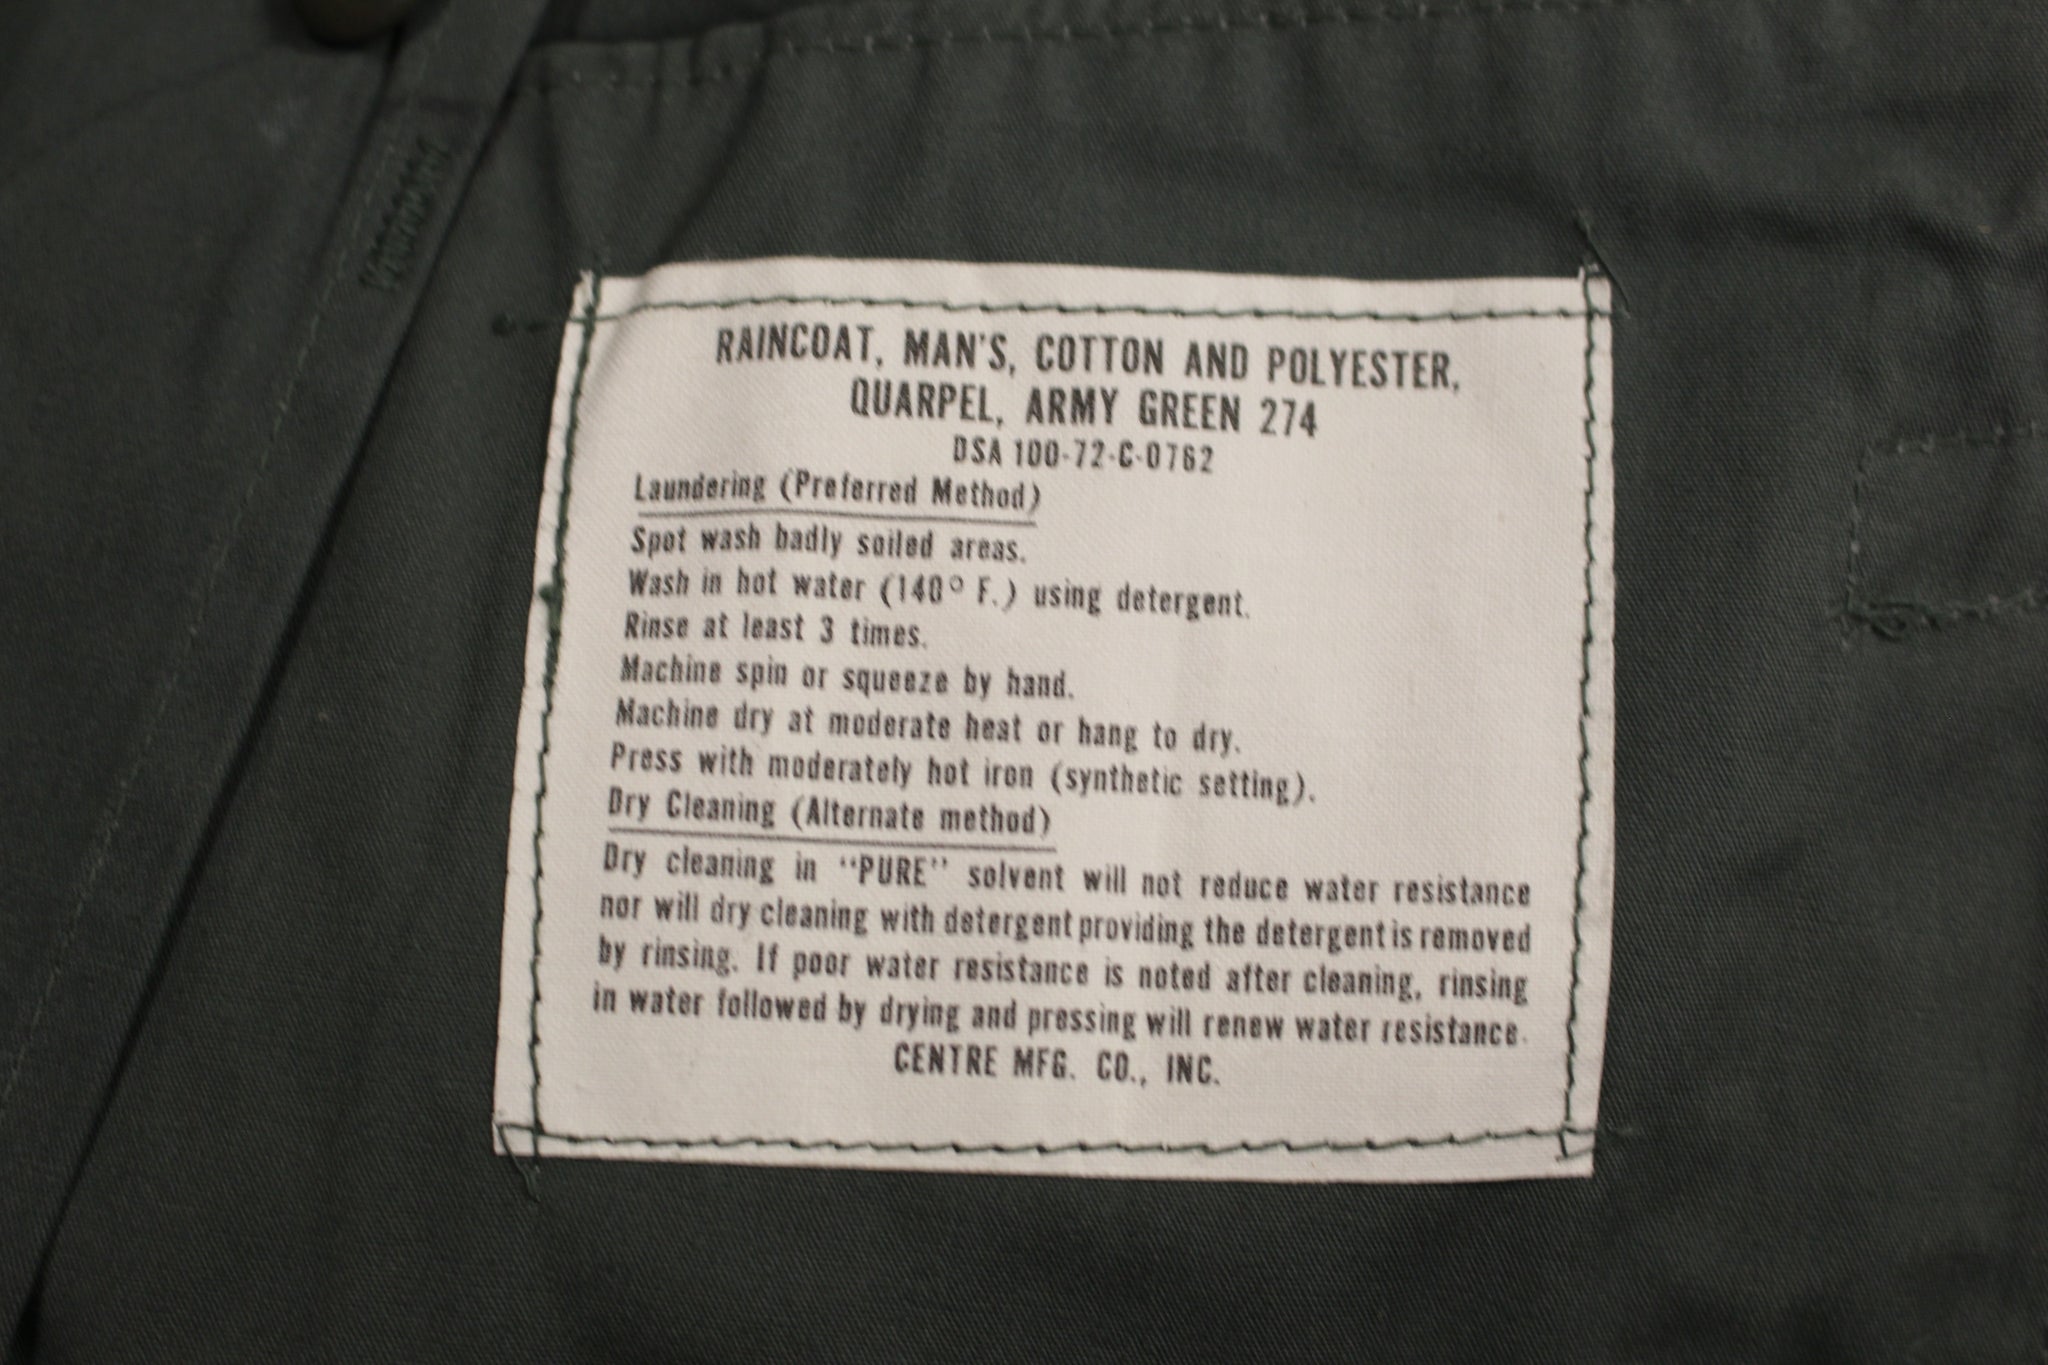 RAINCOAT, MAN'S, COTTON AND POLYESTER,
QUARPEL, ARMY GREEN 274
DSA 100-72-C-0762
Laundering (Preferred Method)
Spot wash badly soiled areas.
Wash in hot water (140° F.) using detergent.
Rinse at least 3 times.
Machine spin or squeeze by hand.
Machine dry at moderate heat or hang to dry.
Press with moderately hot iron (synthetic setting).
Dry Cleaning (Alternate method)
Dry cleaning in "PURE" solvent will not reduce water resistance
nor will dry cleaning with detergent providing the detergent is removed
by rinsing. If poor water resistance is noted after cleaning, rinsing
in water followed by drying and pressing will renew water resistance.
CENTRE MFG. CO., INC.